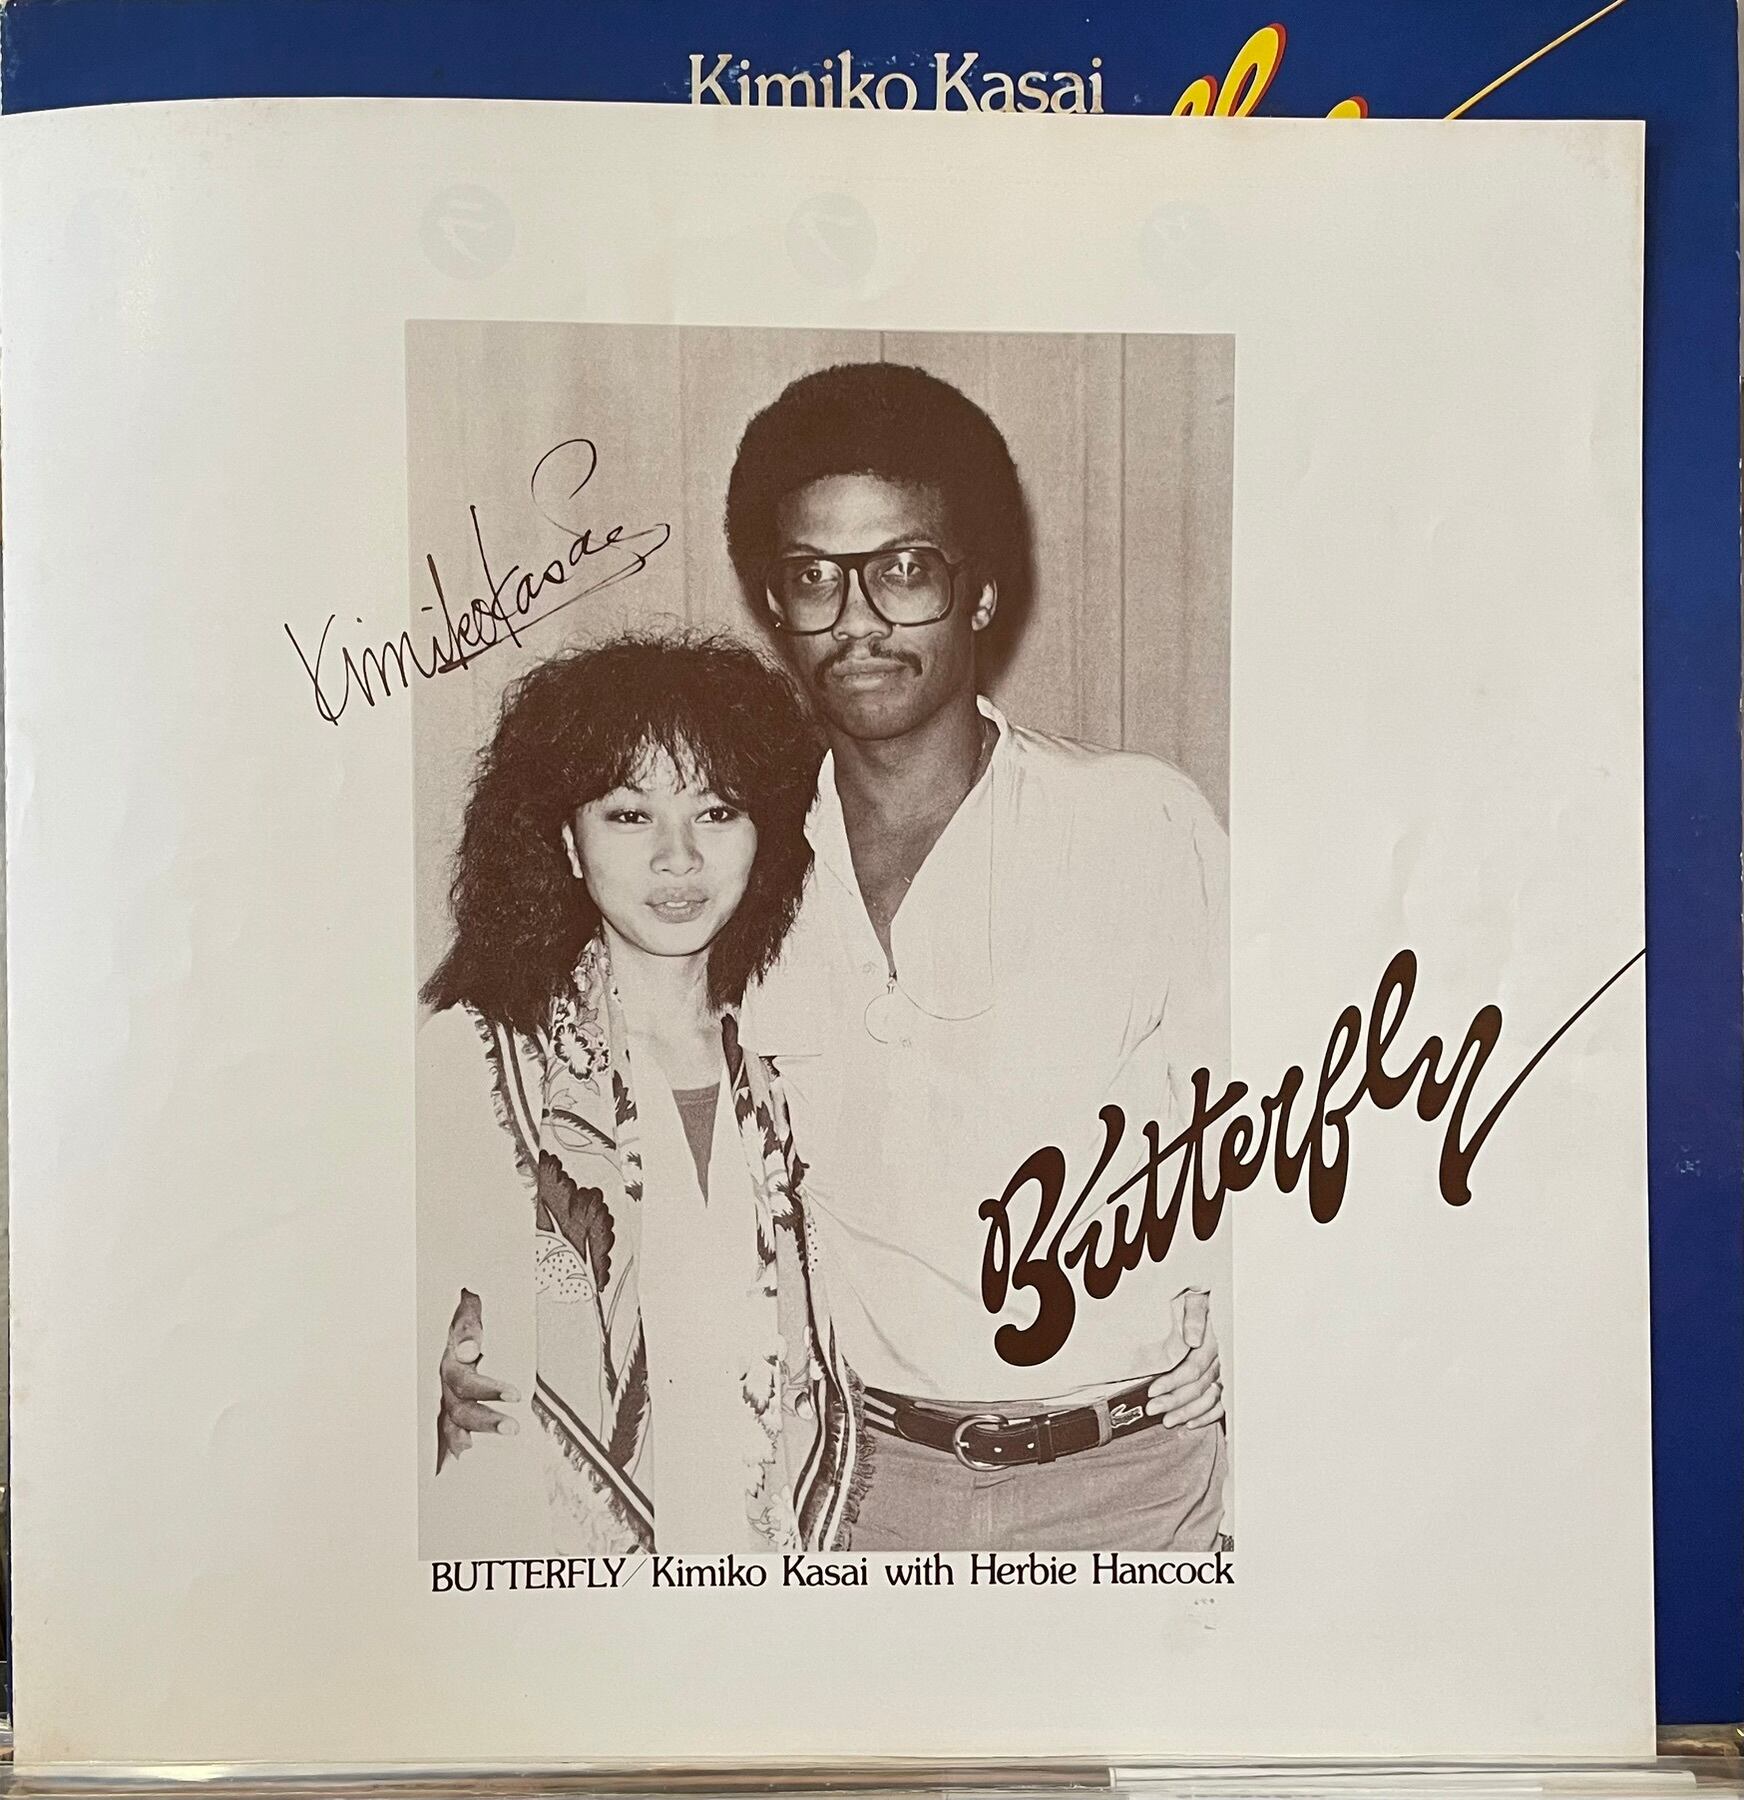 Kimiko Kasai
Kimiko Kasai
Butterfly
BUTTERFLY/Kimiko Kasai with Herbie Hancock